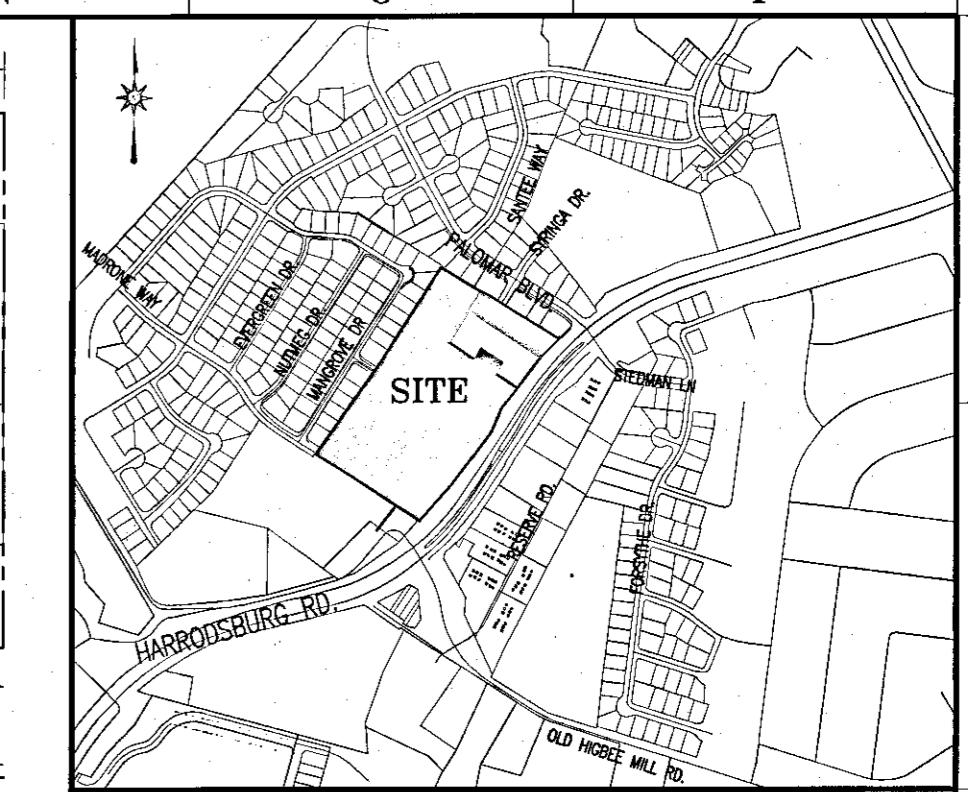 MADRONE WAY
EVERGREEN DR.
NUTMEG DR.
MANGROVE DR.
SANTEE WAY
SYRINGA DR.
PALOMAR BLVD.
SITE
STEDMAN LN
RESERVE RD.
FORSYTHE DR.
HARRODSBURG RD.
OLD HIGBEE MILL RD.